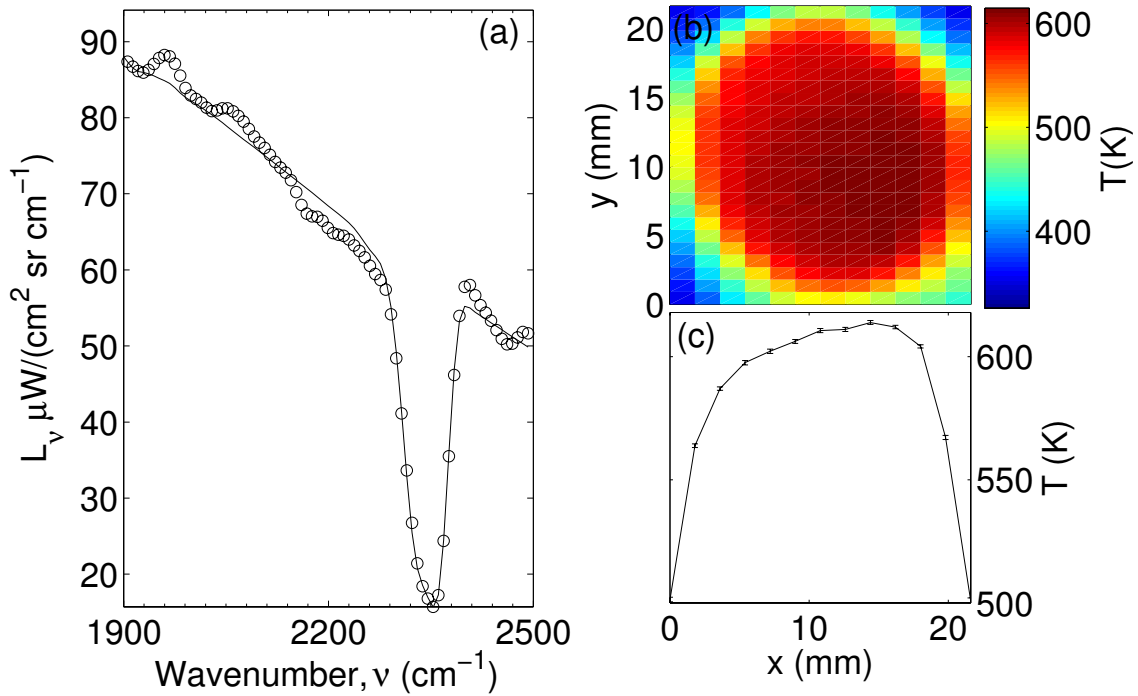 (a)
90
80
70
60
50
40
30
20
1900
2200
2500
L_ν μW/(cm² sr cm⁻¹)
Wavenumber, ν (cm⁻¹)
(b)
20
15
10
5
0
y (mm)
600
500
400
T(K)
(c)
600
550
500
T (K)
0
10
20
x (mm)